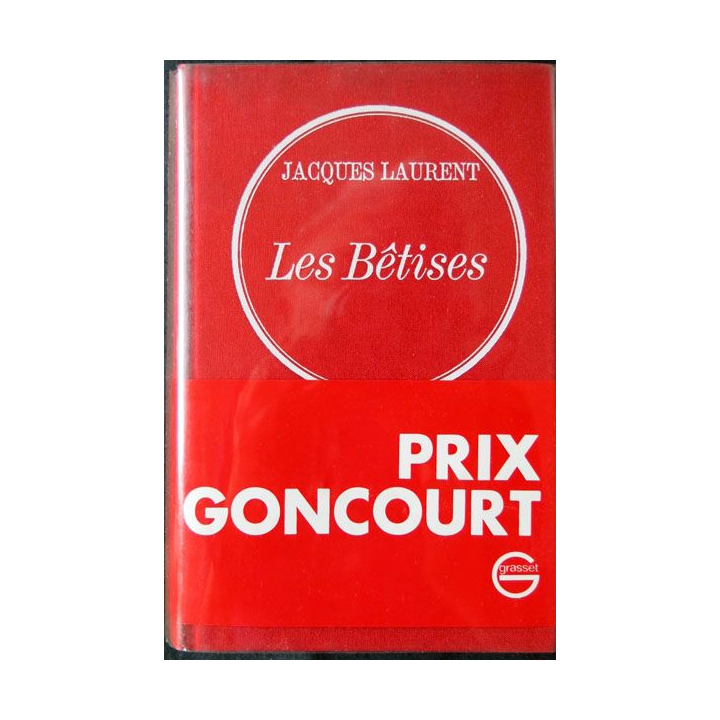 JACQUES LAURENT
Les Bêtises
PRIX
GONCOURT
grasset